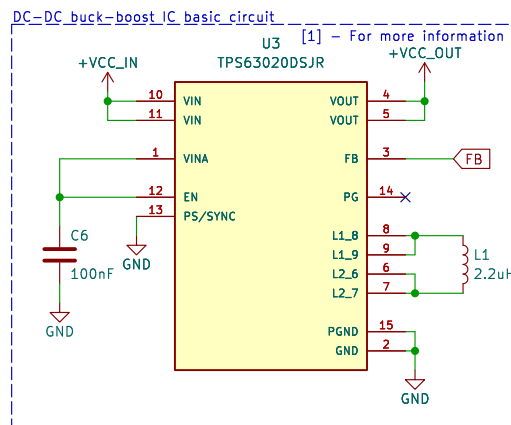 DC-DC buck-boost IC basic circuit
[1] - For more information
U3
TPS63020DSJR
+VCC_IN
+VCC_OUT
10 VIN VOUT 4
11 VIN VOUT 5
1 VINA FB 3 FB
12 EN PG 14
13 PS/SYNC
L1_8 8
L1_9 9
L2_6 6
L2_7 7
C6
100nF
GND
GND
L1
2.2uH
PGND 15
GND 2
GND